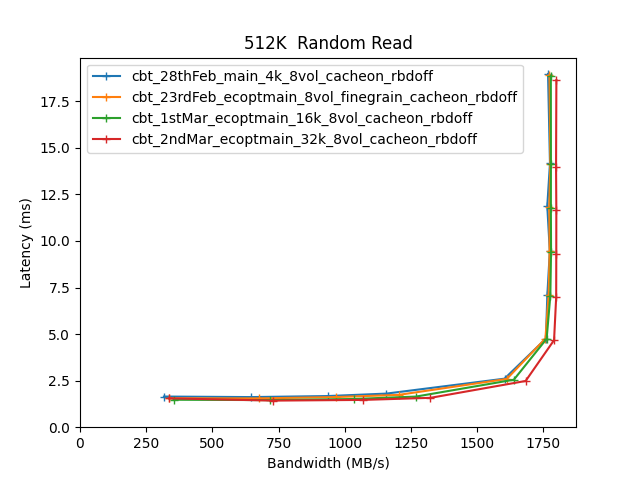 512K  Random Read
cbt_28thFeb_main_4k_8vol_cacheon_rbdoff
cbt_23rdFeb_ecoptmain_8vol_finegrain_cacheon_rbdoff
cbt_1stMar_ecoptmain_16k_8vol_cacheon_rbdoff
cbt_2ndMar_ecoptmain_32k_8vol_cacheon_rbdoff
17.5
15.0
12.5
10.0
7.5
5.0
2.5
0.0
Latency (ms)
0 250 500 750 1000 1250 1500 1750
Bandwidth (MB/s)